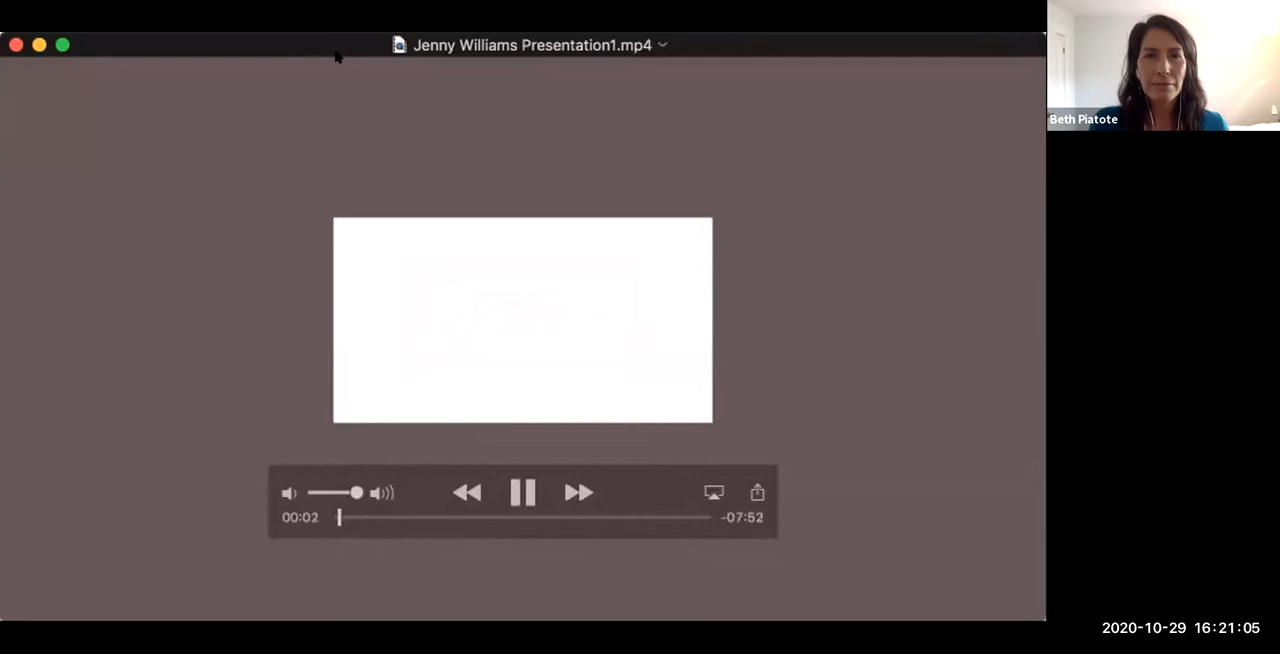 Jenny Williams Presentation1.mp4
Beth Piatote
00:02
-07:52
2020-10-29 16:21:05